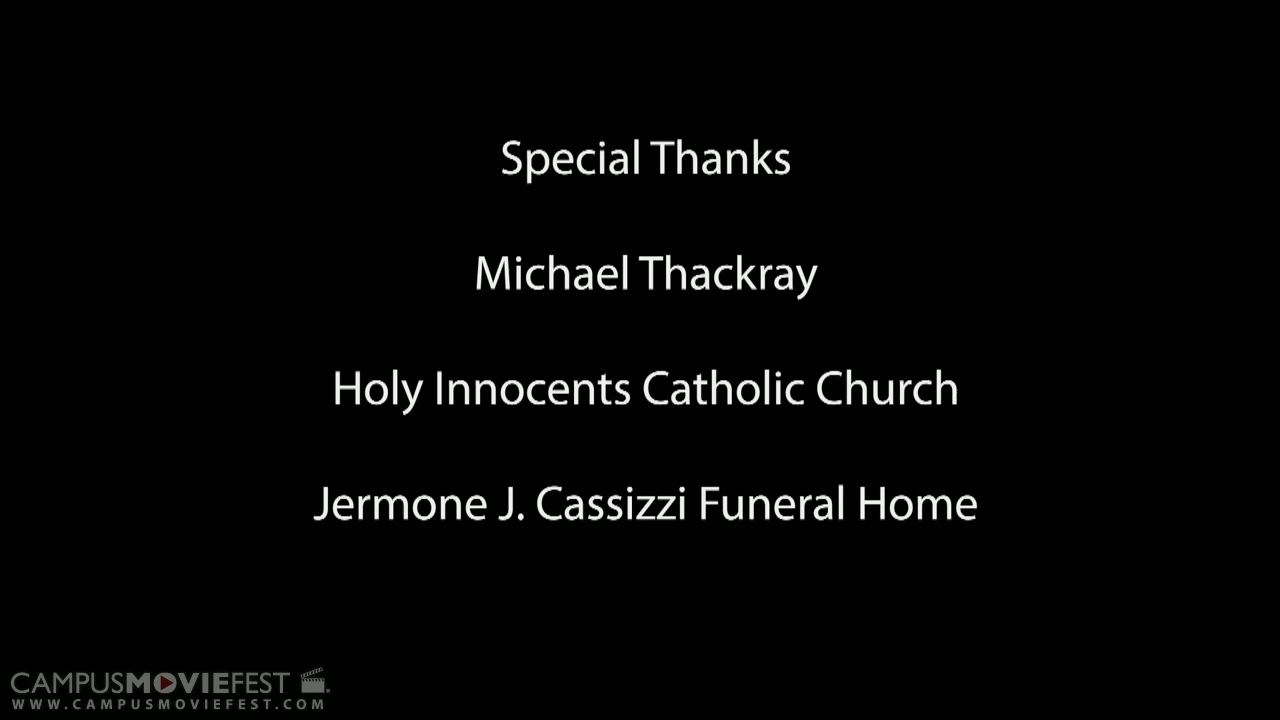 Special Thanks
Michael Thackray
Holy Innocents Catholic Church
Jermone J. Cassizzi Funeral Home
CAMPUSMOVIEFEST
WWW.CAMPUSMOVIEFEST.COM